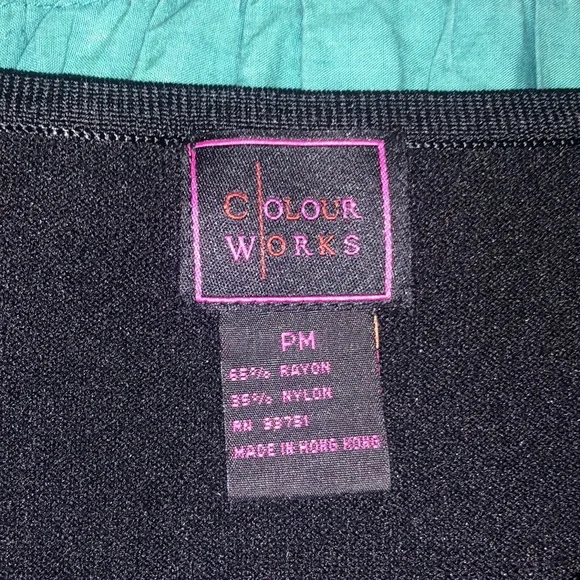 COLOUR
WORKS
PM
65% RAYON
35% NYLON
RN 93751
MADE IN HONG KONG